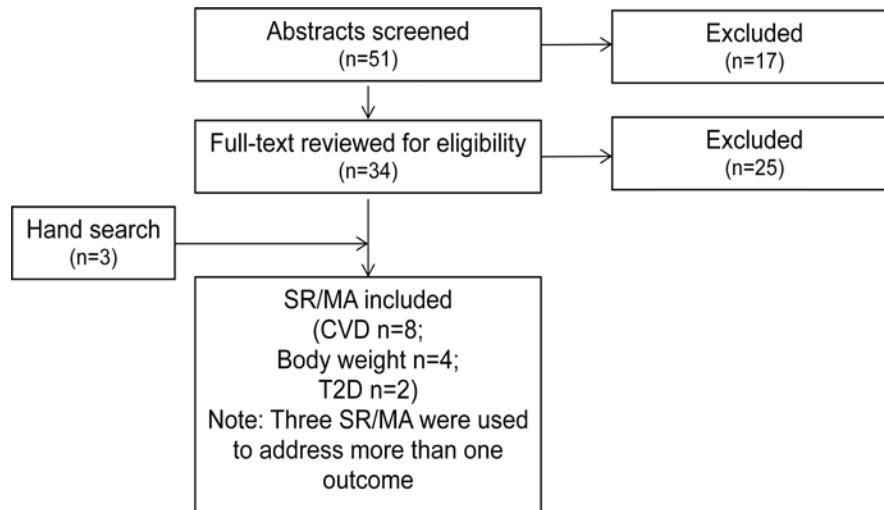 Abstracts screened
(n=51)
Excluded
(n=17)
Full-text reviewed for eligibility
(n=34)
Excluded
(n=25)
Hand search
(n=3)
SR/MA included
(CVD n=8;
Body weight n=4;
T2D n=2)
Note: Three SR/MA were used
to address more than one
outcome